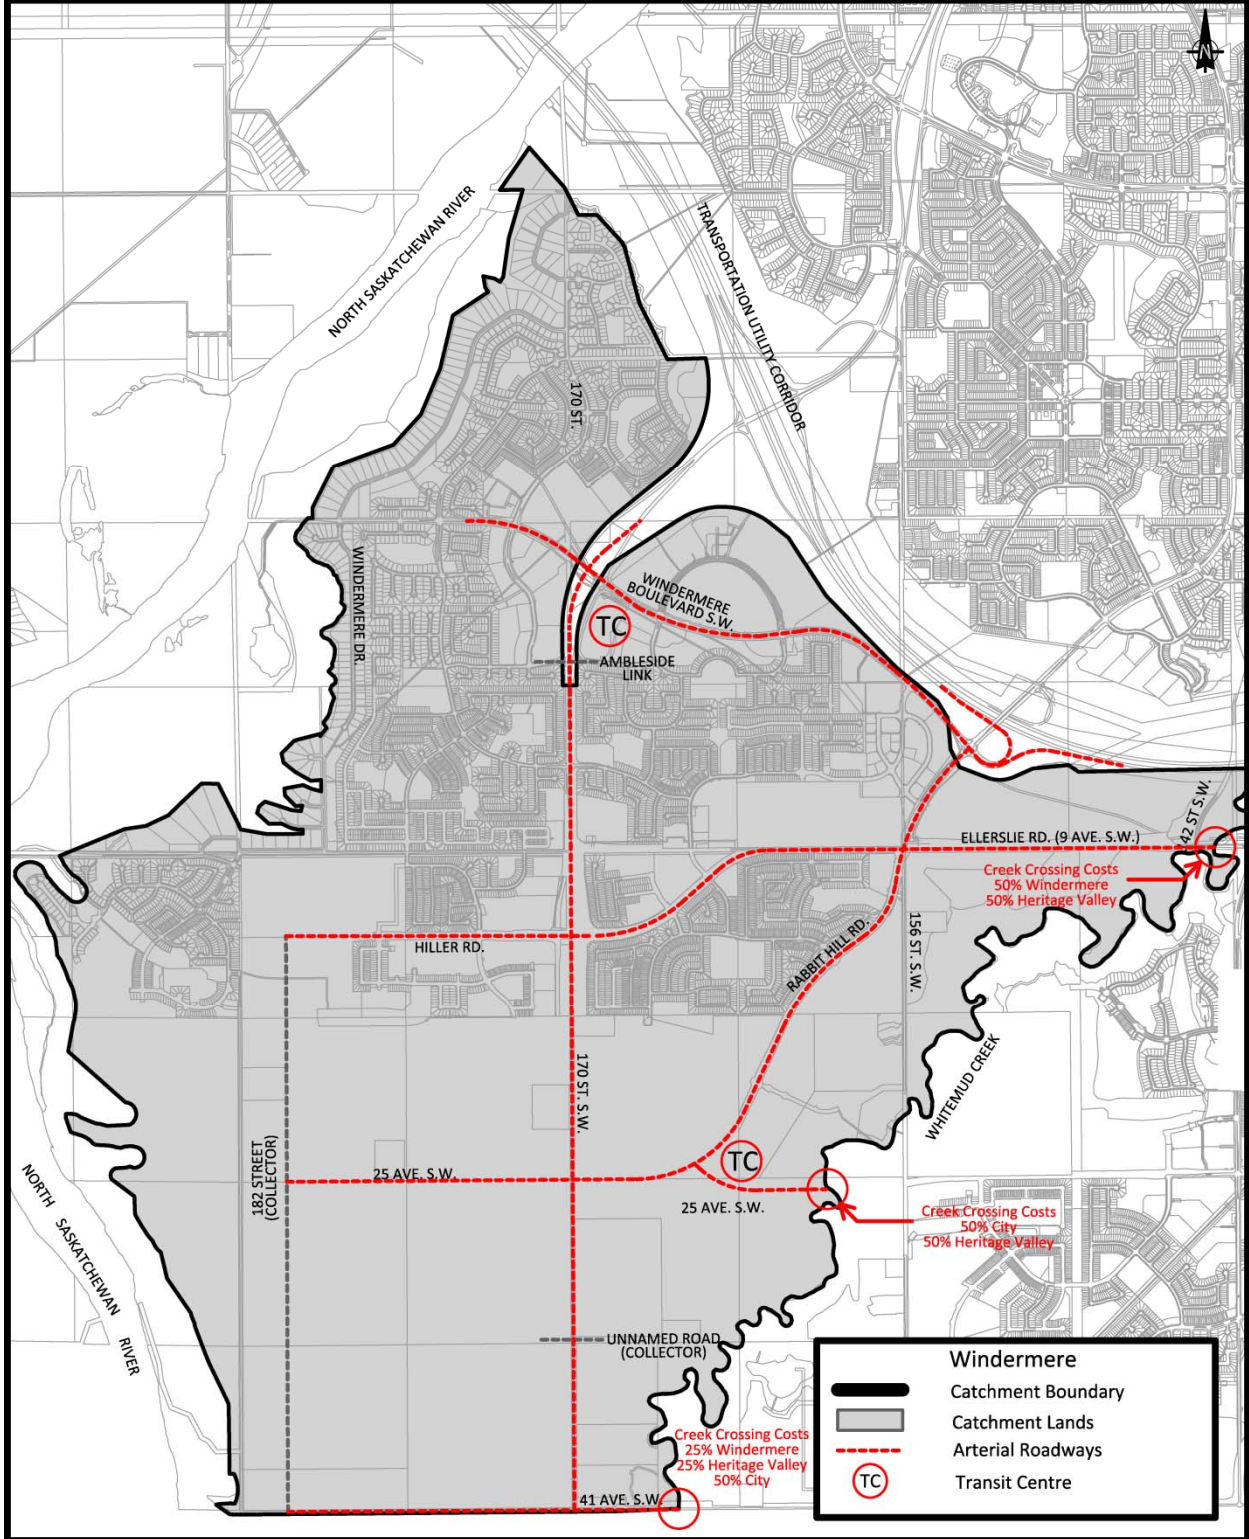 N
NORTH SASKATCHEWAN RIVER
TRANSPORTATION UTILITY CORRIDOR
170 ST.
WINDERMERE DR.
WINDERMERE
BOULEVARD S.W.
TC
AMBLESIDE
LINK
42 ST S.W.
ELLERSLIE RD. (9 AVE. S.W.)
Creek Crossing Costs
50% Windermere
50% Heritage Valley
HILLER RD.
RABBIT HILL RD.
156 ST. S.W.
WHITEMUD CREEK
170 ST. S.W.
182 STREET
(COLLECTOR)
25 AVE. S.W.
TC
25 AVE. S.W.
Creek Crossing Costs
50% City
50% Heritage Valley
NORTH SASKATCHEWAN RIVER
UNNAMED ROAD
(COLLECTOR)
Creek Crossing Costs
25% Windermere
25% Heritage Valley
50% City
41 AVE. S.W.
Windermere
Catchment Boundary
Catchment Lands
Arterial Roadways
TC Transit Centre